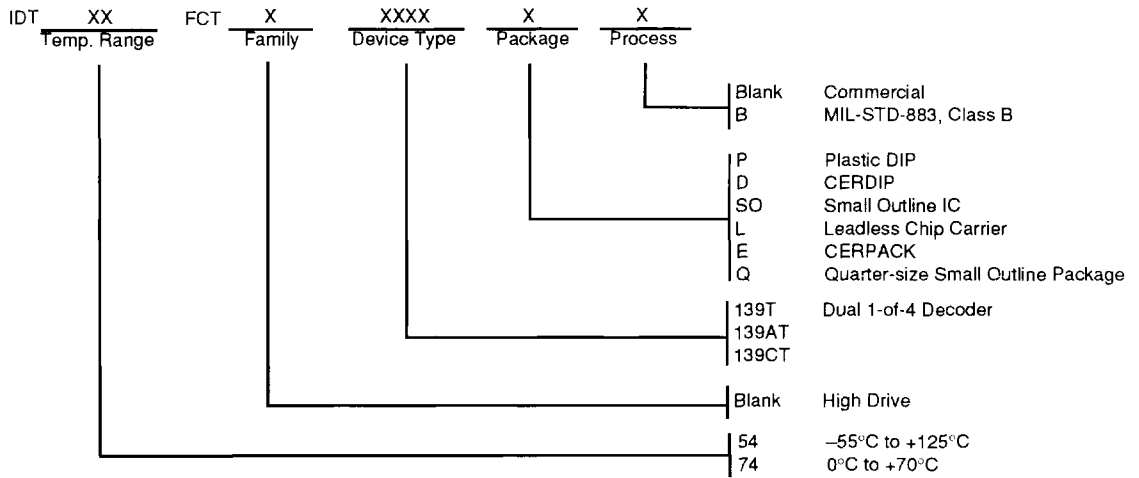 IDT XX FCT X XXXX X X
Temp. Range Family Device Type Package Process
Blank Commercial
B MIL-STD-883, Class B
P Plastic DIP
D CERDIP
SO Small Outline IC
L Leadless Chip Carrier
E CERPACK
Q Quarter-size Small Outline Package
139T Dual 1-of-4 Decoder
139AT
139CT
Blank High Drive
54 –55°C to +125°C
74 0°C to +70°C